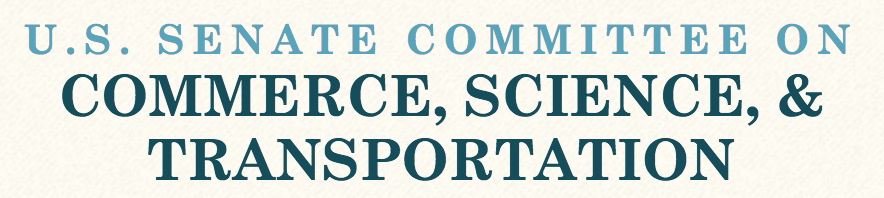 U.S. SENATE COMMITTEE ON
COMMERCE, SCIENCE, &
TRANSPORTATION